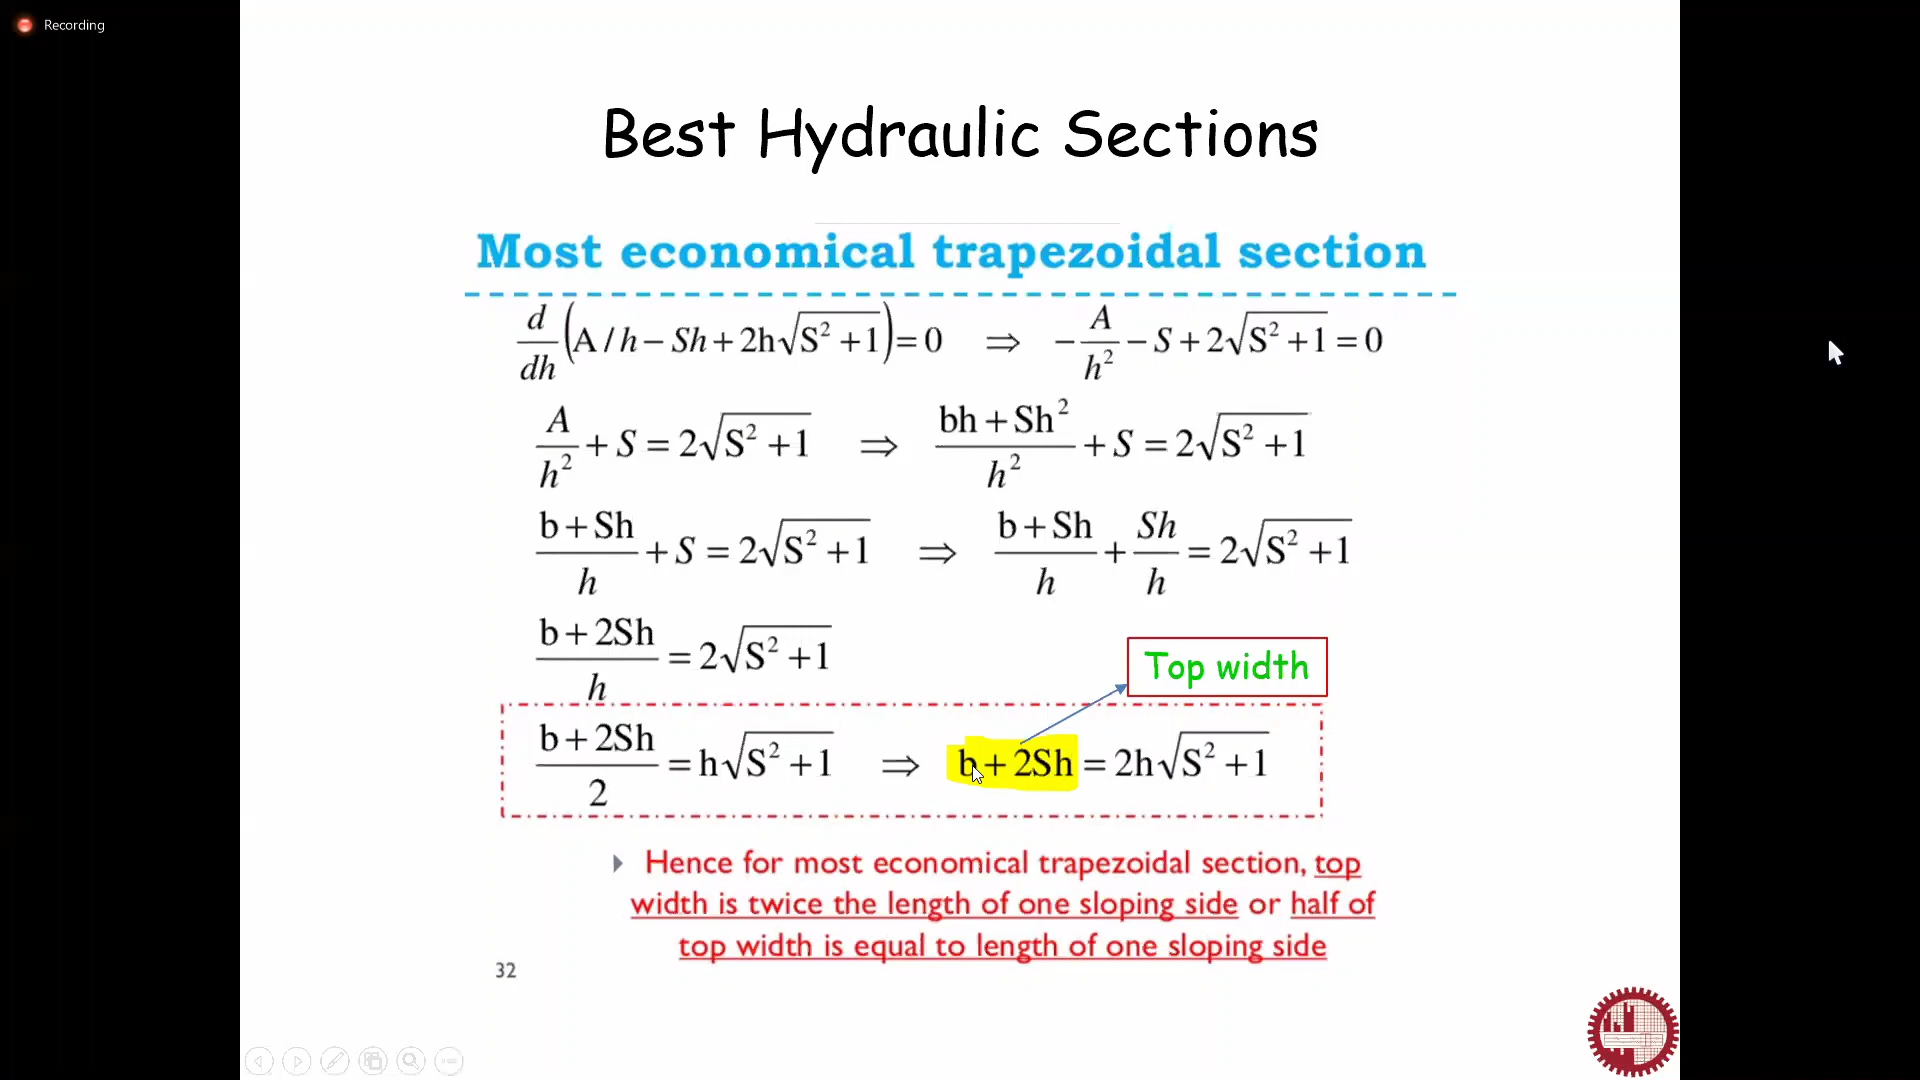 Recording
Best Hydraulic Sections
Most economical trapezoidal section
d/dh (A/h − Sh + 2h√(S² + 1)) = 0 ⇒ −A/h² − S + 2√(S² + 1) = 0
A/h² + S = 2√(S² + 1) ⇒ (bh + Sh²)/h² + S = 2√(S² + 1)
(b + Sh)/h + S = 2√(S² + 1) ⇒ (b + Sh)/h + Sh/h = 2√(S² + 1)
(b + 2Sh)/h = 2√(S² + 1)
Top width
(b + 2Sh)/2 = h√(S² + 1) ⇒ b + 2Sh = 2h√(S² + 1)
Hence for most economical trapezoidal section, top
width is twice the length of one sloping side or half of
top width is equal to length of one sloping side
32